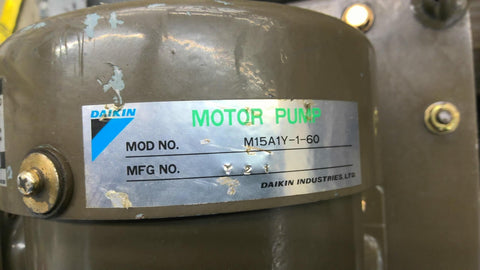 DAIKIN
MOTOR PUMP
MOD NO. M15A1Y-1-60
MFG NO.
DAIKIN INDUSTRIES, LTD.